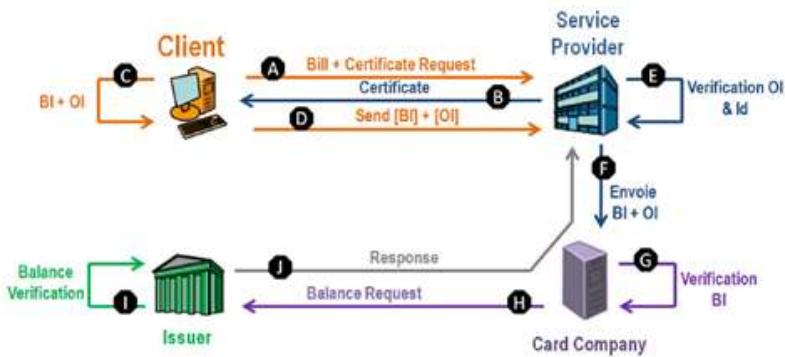 Client
Service
Provider
C
A
Bill + Certificate Request
E
BI + OI
Certificate
B
Verification OI
& Id
D
Send [BI] + [OI]
F
Envoie
BI + OI
J
Response
G
Balance
Verification
Verification
BI
I
Balance Request
H
Issuer
Card Company